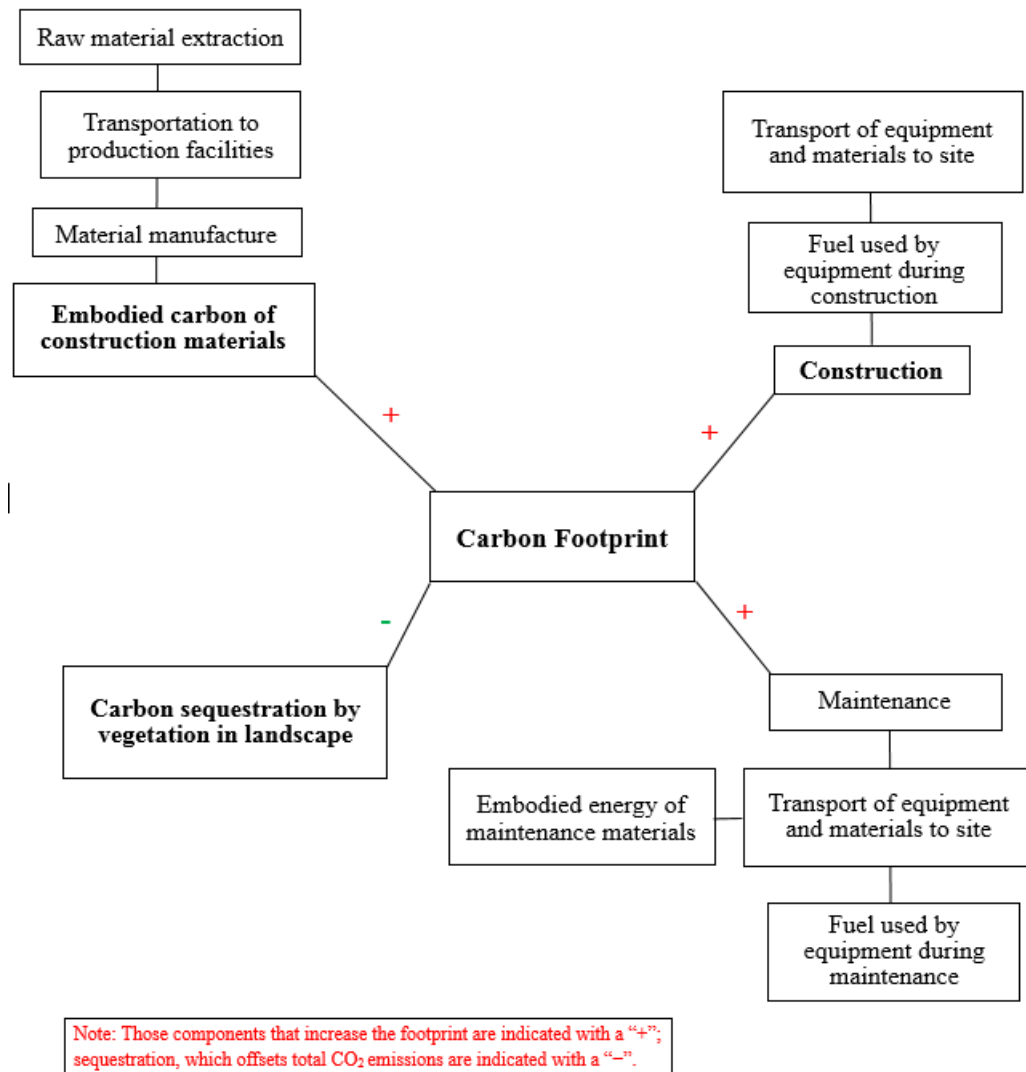 Raw material extraction
Transportation to
production facilities
Material manufacture
Embodied carbon of
construction materials
Transport of equipment
and materials to site
Fuel used by
equipment during
construction
Construction
+
+
Carbon Footprint
-
+
Carbon sequestration by
vegetation in landscape
Maintenance
Embodied energy of
maintenance materials
Transport of equipment
and materials to site
Fuel used by
equipment during
maintenance
Note: Those components that increase the footprint are indicated with a “+”;
sequestration, which offsets total CO₂ emissions are indicated with a “−”.